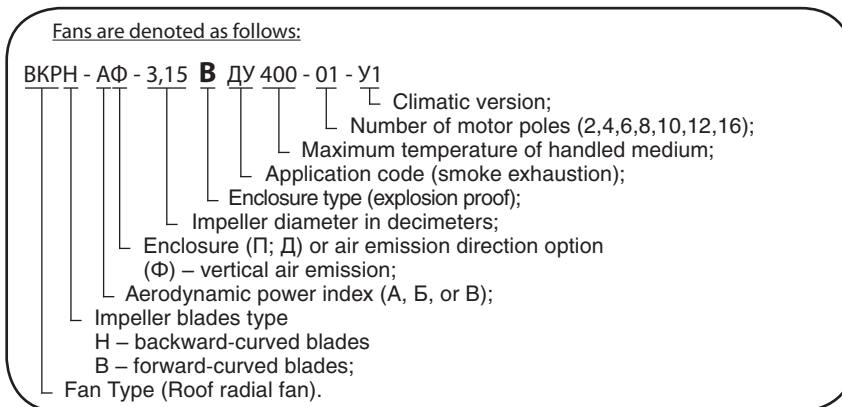 Fans are denoted as follows:
ВКРН - АФ - 3,15 В ДУ 400 - 01 - У1
Climatic version;
Number of motor poles (2,4,6,8,10,12,16);
Maximum temperature of handled medium;
Application code (smoke exhaustion);
Enclosure type (explosion proof);
Impeller diameter in decimeters;
Enclosure (П; Д) or air emission direction option
(Ф) – vertical air emission;
Aerodynamic power index (А, Б, or В);
Impeller blades type
Н – backward-curved blades
В – forward-curved blades;
Fan Type (Roof radial fan).